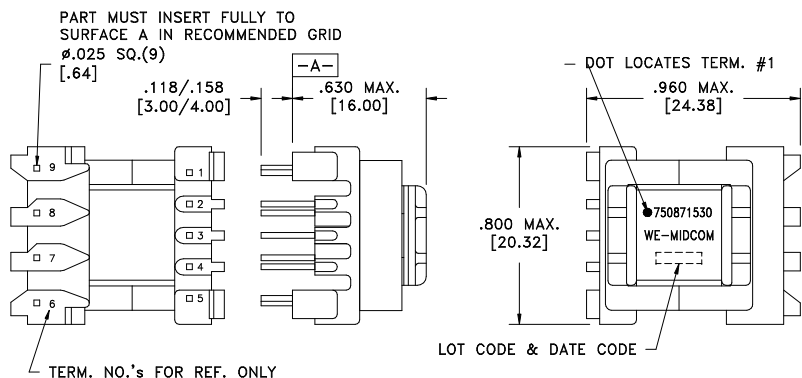 PART MUST INSERT FULLY TO
SURFACE A IN RECOMMENDED GRID
ø.025 SQ.(9)
[.64]
.118/.158
[3.00/4.00]
-A-
.630 MAX.
[16.00]
DOT LOCATES TERM. #1
.960 MAX.
[24.38]
9
8
7
6
1
2
3
4
5
.800 MAX.
[20.32]
750871530
WE-MIDCOM
LOT CODE & DATE CODE
TERM. NO.'s FOR REF. ONLY